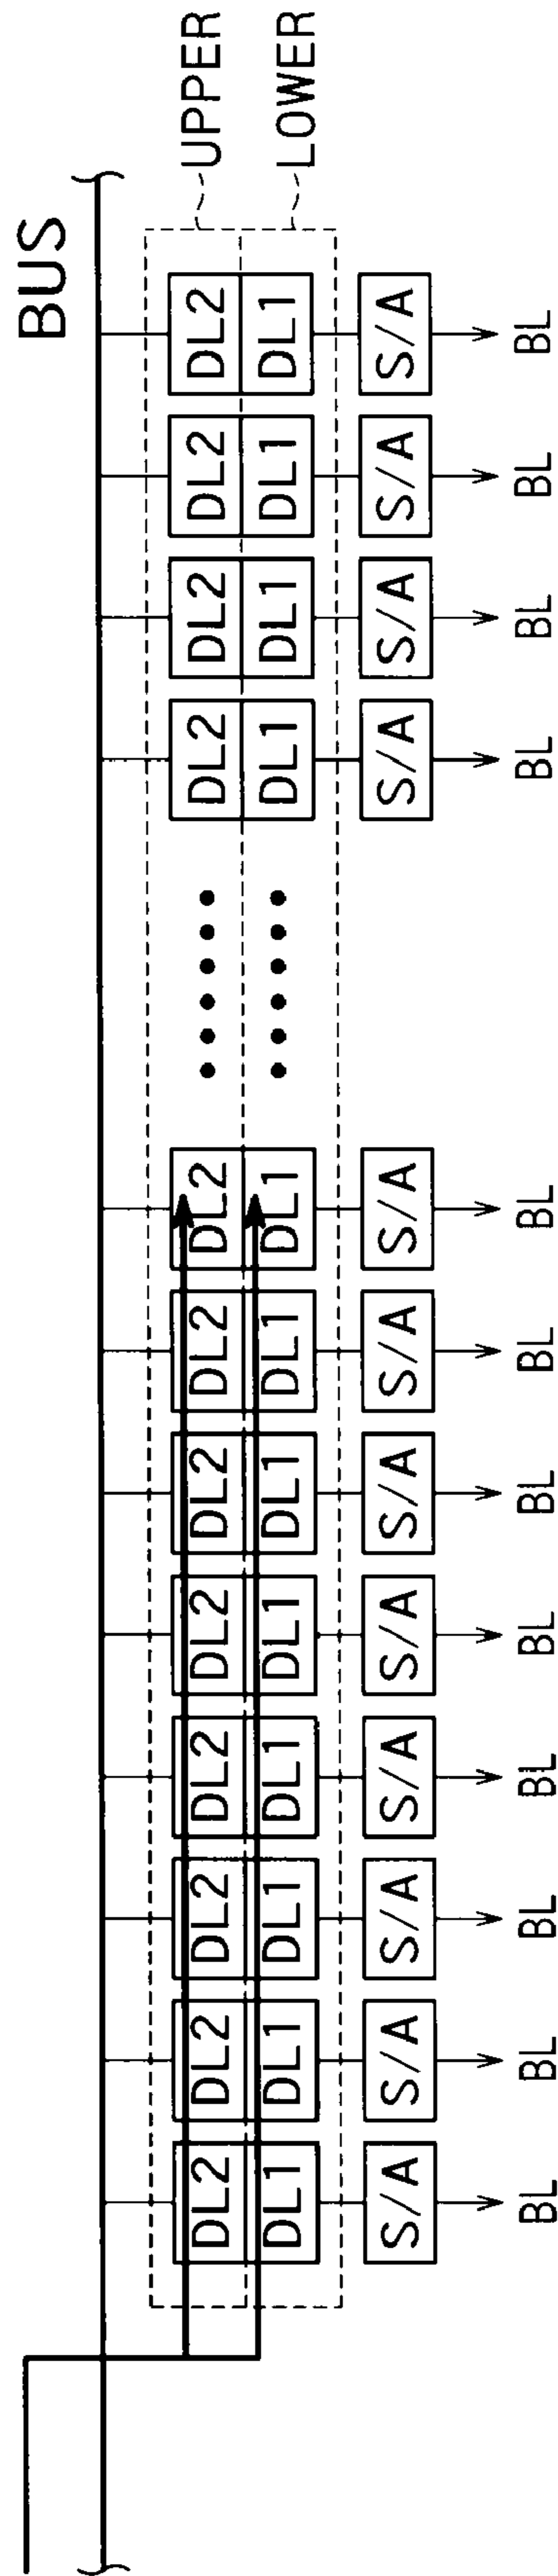 BUS
DL2 DL2 DL2 DL2 DL2 DL2 DL2 DL2 •••••• DL2 DL2 DL2 DL2 UPPER
DL1 DL1 DL1 DL1 DL1 DL1 DL1 DL1 •••••• DL1 DL1 DL1 DL1 LOWER
S/A S/A S/A S/A S/A S/A S/A S/A S/A S/A S/A S/A
BL BL BL BL BL BL BL BL BL BL BL BL